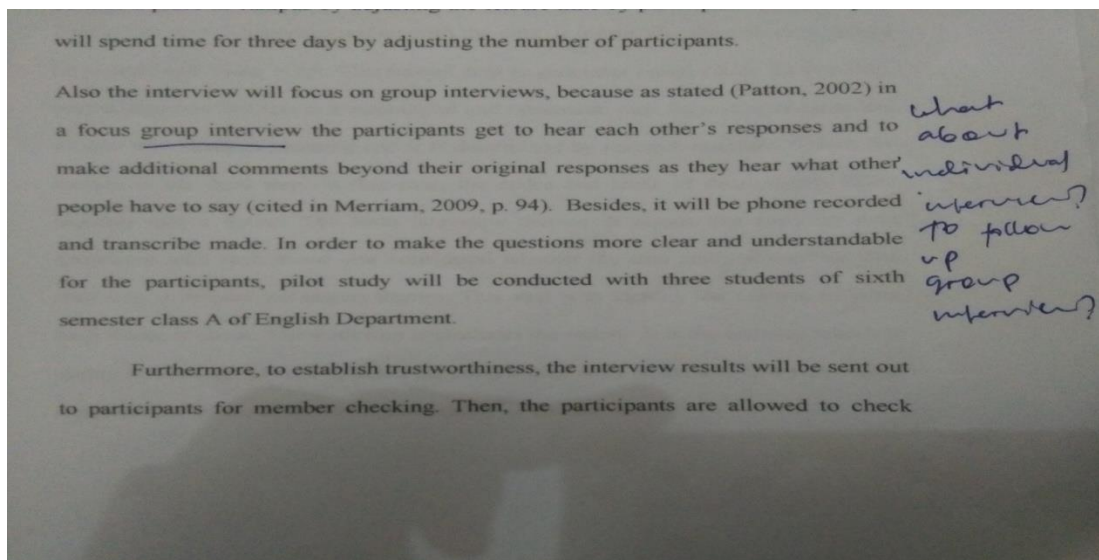 will spend time for three days by adjusting the number of participants.
Also the interview will focus on group interviews, because as stated (Patton, 2002) in
a focus group interview the participants get to hear each other's responses and to
make additional comments beyond their original responses as they hear what other
people have to say (cited in Merriam, 2009, p. 94). Besides, it will be phone recorded
and transcribe made. In order to make the questions more clear and understandable
for the participants, pilot study will be conducted with three students of sixth
semester class A of English Department.
Furthermore, to establish trustworthiness, the interview results will be sent out
to participants for member checking. Then, the participants are allowed to check
what
about
individual
interview?
to follow
up
group
interview?